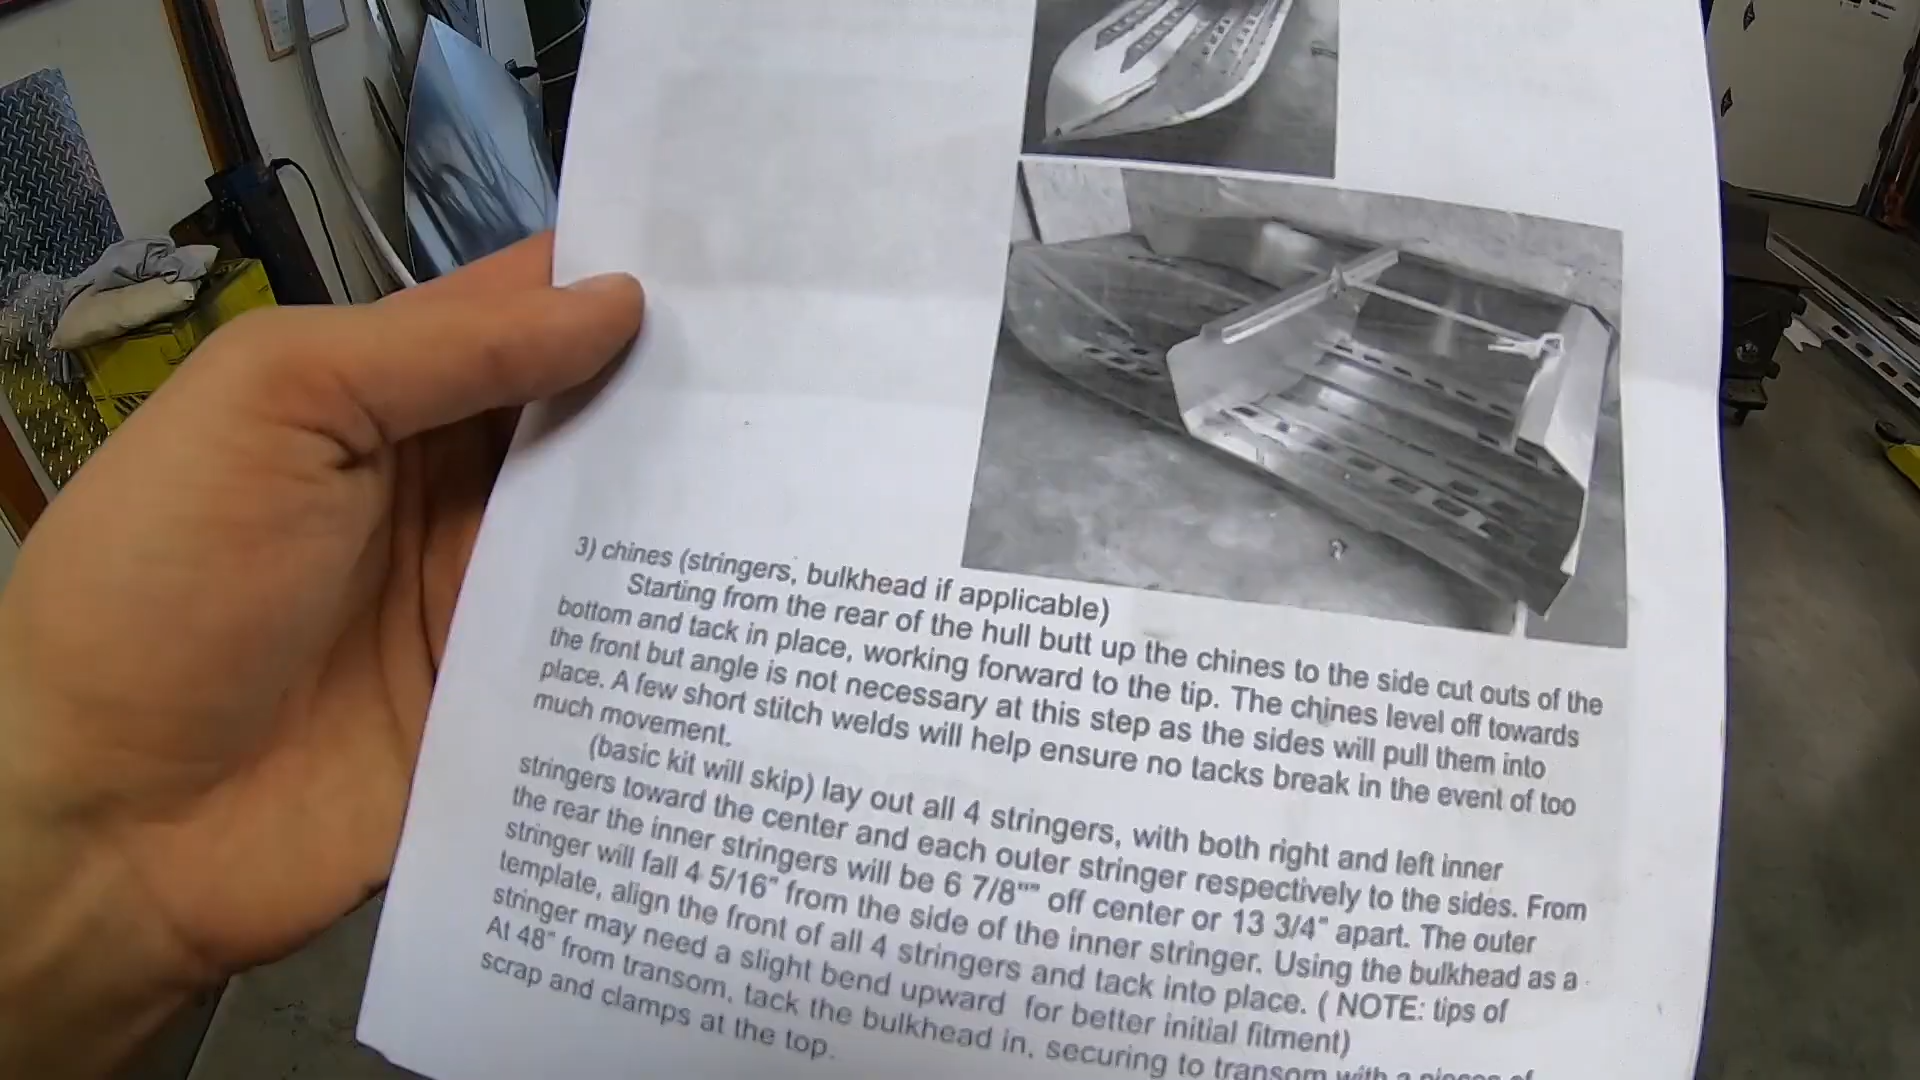 3) chines (stringers, bulkhead if applicable)
Starting from the rear of the hull butt up the chines to the side cut outs of the
bottom and tack in place, working forward to the tip. The chines level off towards
the front but angle is not necessary at this step as the sides will pull them into
place. A few short stitch welds will help ensure no tacks break in the event of too
much movement.
(basic kit will skip) lay out all 4 stringers, with both right and left inner
stringers toward the center and each outer stringer respectively to the sides. From
the rear the inner stringers will be 6 7/8"" off center or 13 3/4" apart. The outer
stringer will fall 4 5/16" from the side of the inner stringer. Using the bulkhead as a
template, align the front of all 4 stringers and tack into place. ( NOTE: tips of
stringer may need a slight bend upward for better initial fitment)
At 48" from transom, tack the bulkhead in, securing to transom with a pieces of
scrap and clamps at the top.